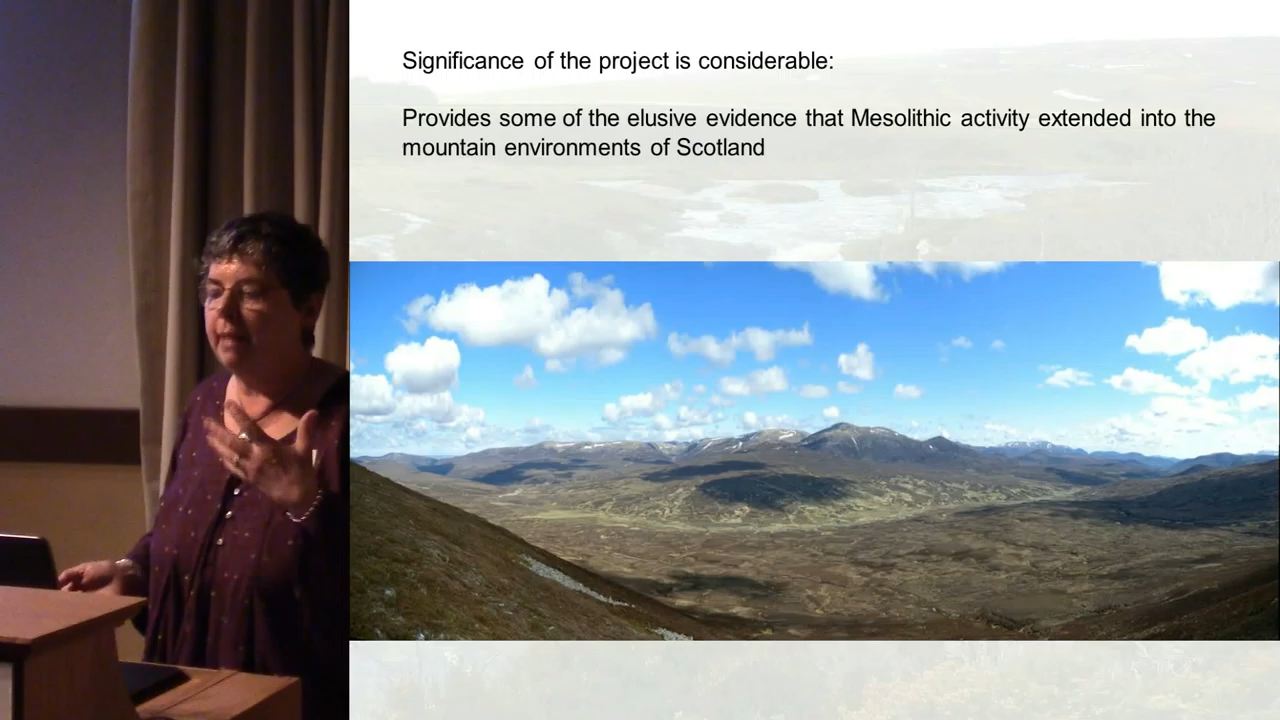 Significance of the project is considerable:
Provides some of the elusive evidence that Mesolithic activity extended into the
mountain environments of Scotland